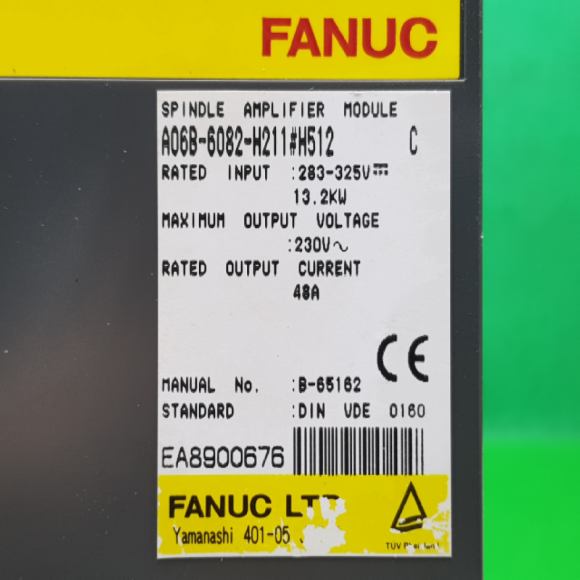 FANUC
SPINDLE AMPLIFIER MODULE
A06B-6082-H211#H512 C
RATED INPUT :283-325V⎓
13.2KW
MAXIMUM OUTPUT VOLTAGE
:230V~
RATED OUTPUT CURRENT
48A
CE
MANUAL No. :B-65162
STANDARD :DIN VDE 0160
EA8900676
FANUC
Yamanashi 401-05
TUV